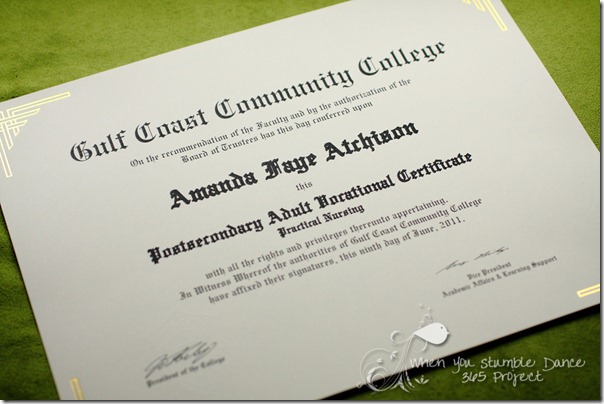 Gulf Coast Community College
On the recommendation of the Faculty and by the authorization of the
Board of Trustees has this day conferred upon
Amanda Faye Atchison
this
Postsecondary Adult Vocational Certificate
Practical Nursing
with all the rights and privileges thereunto appertaining.
In Witness Whereof the authorities of Gulf Coast Community College
have affixed their signatures, this ninth day of June, 2011.
Vice President
Academic Affairs & Learning Support
President of the College
When you stumble Dance
365 Project